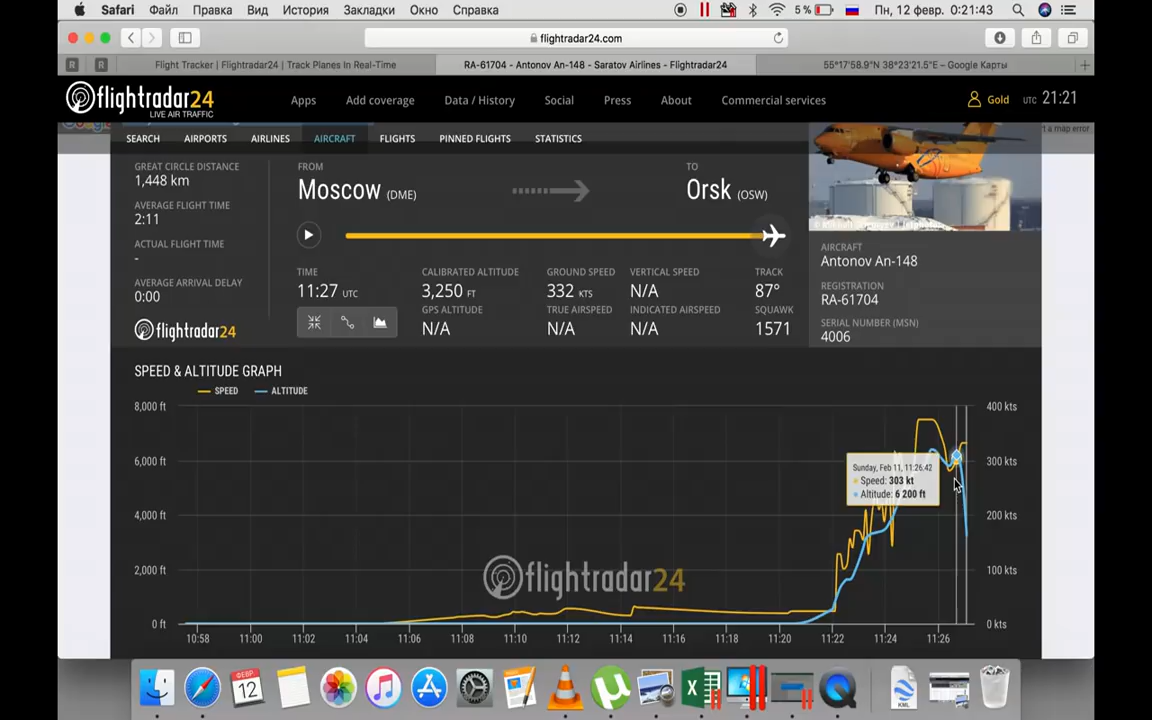 Safari Файл Правка Вид История Закладки Окно Справка 5 % Пн, 12 февр. 0:21:43
flightradar24.com
Flight Tracker | Flightradar24 | Track Planes In Real-Time
RA-61704 - Antonov An-148 - Saratov Airlines - Flightradar24
55°17'58.9"N 38°23'21.5"E – Google Карты
flightradar24
LIVE AIR TRAFFIC
Apps Add coverage Data / History Social Press About Commercial services Gold UTC 21:21
SEARCH AIRPORTS AIRLINES AIRCRAFT FLIGHTS PINNED FLIGHTS STATISTICS
a map error
GREAT CIRCLE DISTANCE
1,448 km
AVERAGE FLIGHT TIME
2:11
ACTUAL FLIGHT TIME
-
AVERAGE ARRIVAL DELAY
0:00
flightradar24
FROM
Moscow (DME)
TO
Orsk (OSW)
TIME
11:27 UTC
CALIBRATED ALTITUDE
3,250 FT
GPS ALTITUDE
N/A
GROUND SPEED
332 KTS
TRUE AIRSPEED
N/A
VERTICAL SPEED
N/A
INDICATED AIRSPEED
N/A
TRACK
87°
SQUAWK
1571
AIRCRAFT
Antonov An-148
REGISTRATION
RA-61704
SERIAL NUMBER (MSN)
4006
SPEED & ALTITUDE GRAPH
SPEED ALTITUDE
8,000 ft 400 kts
6,000 ft 300 kts
4,000 ft 200 kts
2,000 ft 100 kts
0 ft 0 kts
Sunday, Feb 11, 11:26:42
Speed: 303 kt
Altitude: 6 200 ft
flightradar24
10:58 11:00 11:02 11:04 11:06 11:08 11:10 11:12 11:14 11:16 11:18 11:20 11:22 11:24 11:26
ФЕВР.
12
KML